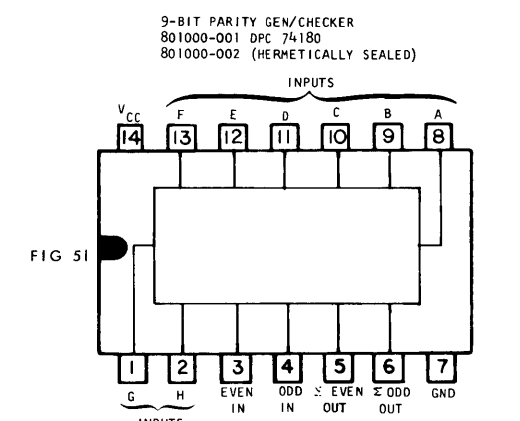 9-BIT PARITY GEN/CHECKER
801000-001 DPC 74180
801000-002 (HERMETICALLY SEALED)
INPUTS
VCC F E D C B A
14 13 12 11 10 9 8
FIG 51
1 2 3 4 5 6 7
G H EVEN IN ODD IN Σ EVEN OUT Σ ODD OUT GND
INPUTS